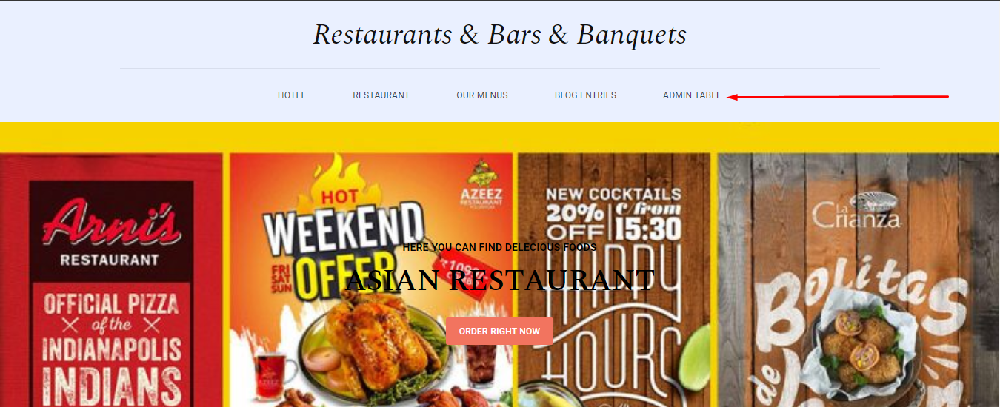 Restaurants & Bars & Banquets
HOTEL RESTAURANT OUR MENUS BLOG ENTRIES ADMIN TABLE
Arni's
RESTAURANT
OFFICIAL PIZZA
of the
INDIANAPOLIS
INDIANS
HOT
WEEKEND
OFFER
FRI
SAT
SUN
AZEEZ
RESTAURANT
NEW COCKTAILS
20% OFF
c/from
15:30
HAPPY
HOURS
La
Crianza
Bolitas
de
HERE YOU CAN FIND DELECIOUS FOODS
ASIAN RESTAURANT
ORDER RIGHT NOW